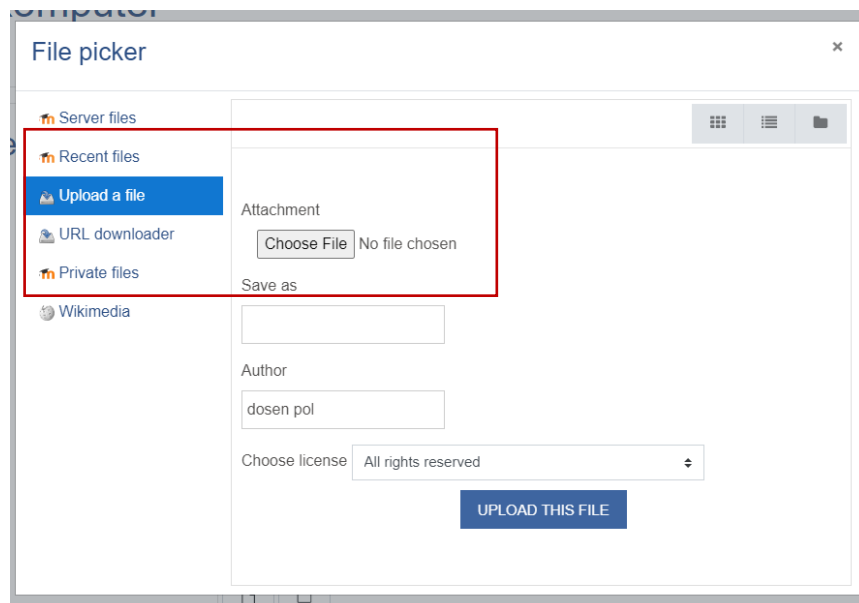 komputer
File picker
×
Server files
Recent files
Upload a file
URL downloader
Private files
Wikimedia
Attachment
Choose File No file chosen
Save as
Author
dosen pol
Choose license All rights reserved
UPLOAD THIS FILE